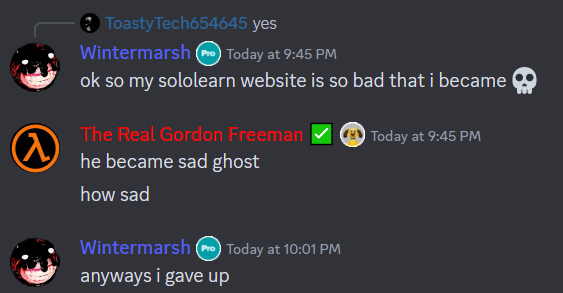 ToastyTech654645 yes
Wintermarsh Pro Today at 9:45 PM
ok so my sololearn website is so bad that i became 💀
The Real Gordon Freeman ✅ Today at 9:45 PM
he became sad ghost
how sad
Wintermarsh Pro Today at 10:01 PM
anyways i gave up